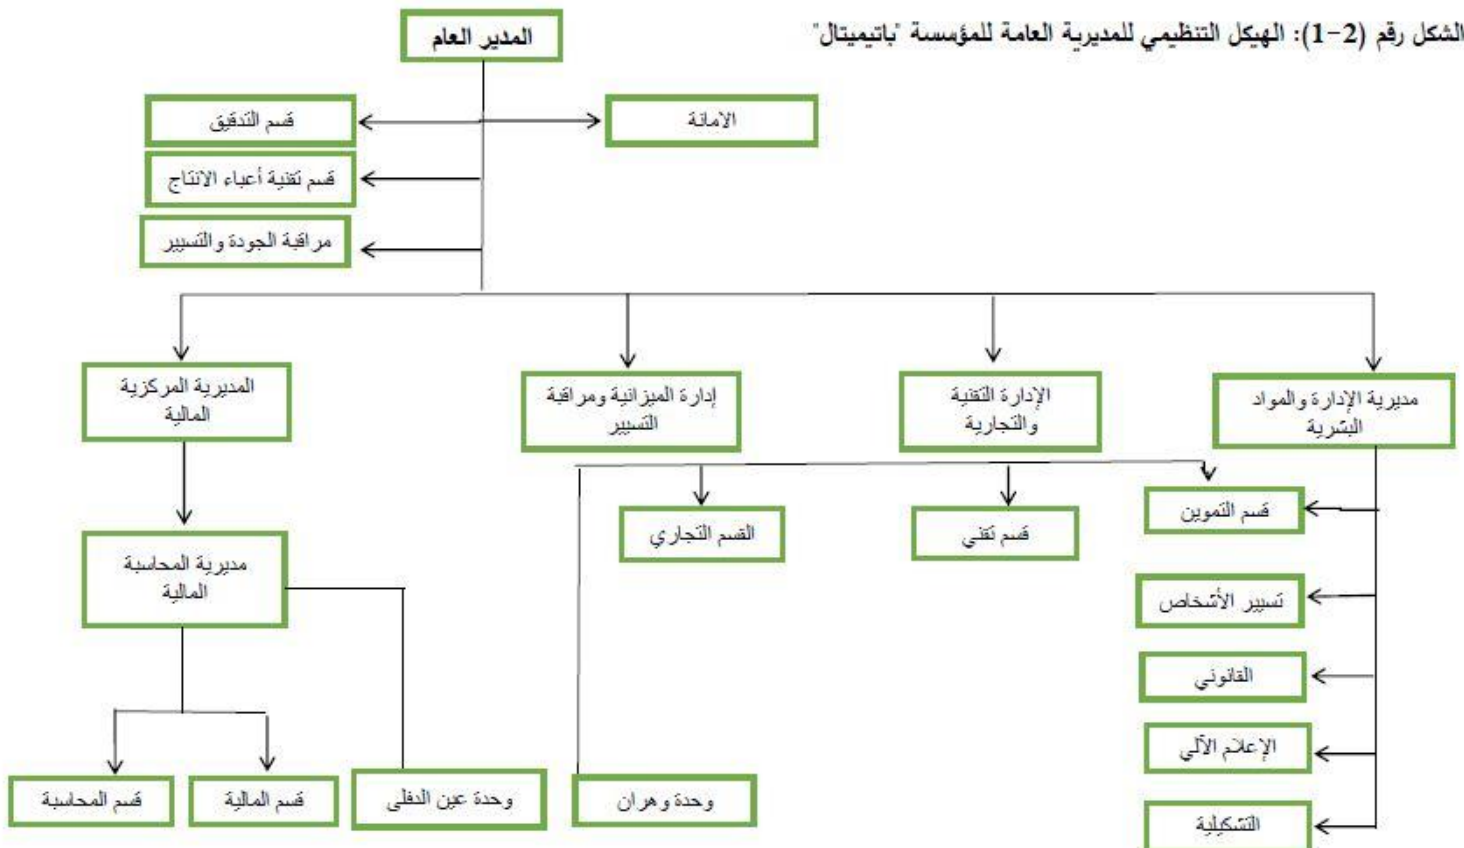 الشكل رقم (2-1): الهيكل التنظيمي للمديرية العامة للمؤسسة "باتيميتال"
المدير العام
الامانة
قسم التدقيق
قسم تقنية أعباء الانتاج
مراقبة الجودة والتسيير
مديرية الإدارة والمواد
البشرية
الإدارة التقنية
والتجارية
إدارة الميزانية ومراقبة
التسيير
المديرية المركزية
المالية
قسم التموين
قسم تقني
القسم التجاري
مديرية المحاسبة
المالية
تسيير الأشخاص
القانوني
الإعلام الآلي
التشكيلية
وحدة وهران
وحدة عين الدفلى
قسم المالية
قسم المحاسبة